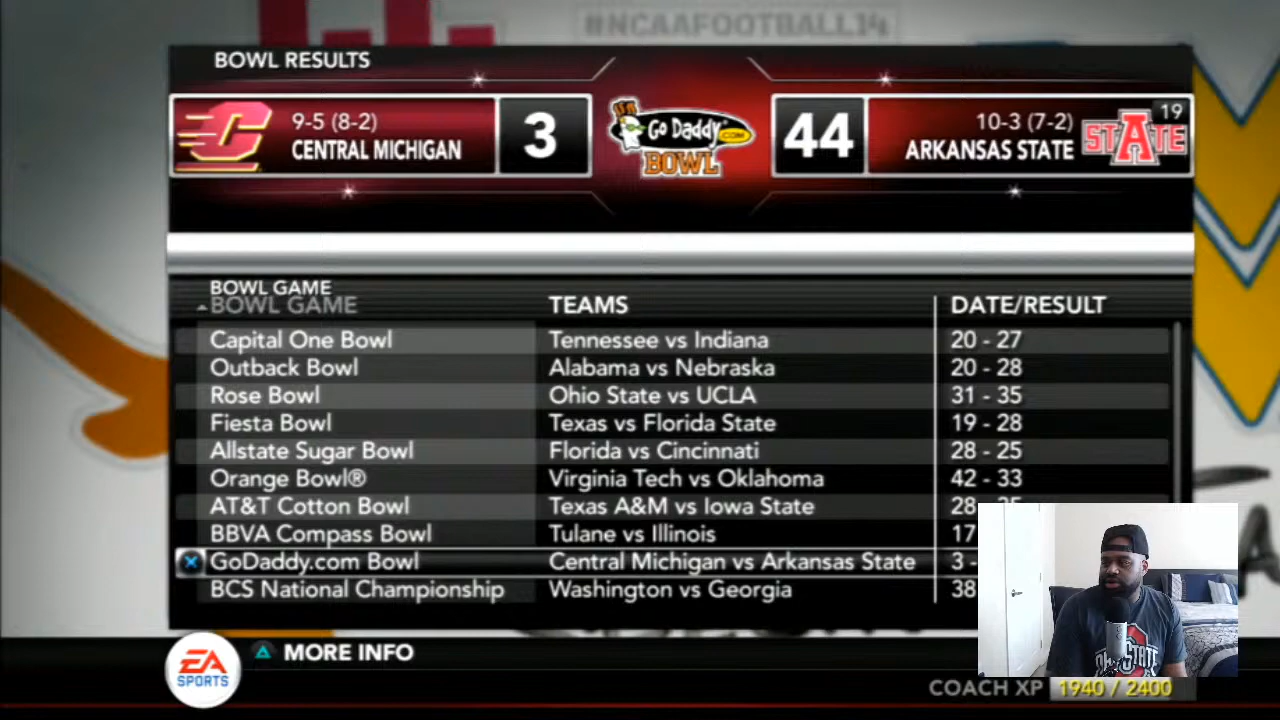 #NCAAFOOTBALL14
BOWL RESULTS
9-5 (8-2)
CENTRAL MICHIGAN
3
Go Daddy.COM
BOWL
44
10-3 (7-2)
ARKANSAS STATE
19
STATE
BOWL GAME
BOWL GAME TEAMS DATE/RESULT
Capital One Bowl Tennessee vs Indiana 20 - 27
Outback Bowl Alabama vs Nebraska 20 - 28
Rose Bowl Ohio State vs UCLA 31 - 35
Fiesta Bowl Texas vs Florida State 19 - 28
Allstate Sugar Bowl Florida vs Cincinnati 28 - 25
Orange Bowl® Virginia Tech vs Oklahoma 42 - 33
AT&T Cotton Bowl Texas A&M vs Iowa State 28
BBVA Compass Bowl Tulane vs Illinois 17
GoDaddy.com Bowl Central Michigan vs Arkansas State 3 -
BCS National Championship Washington vs Georgia 38
EA
SPORTS
MORE INFO
COACH XP 1940 / 2400